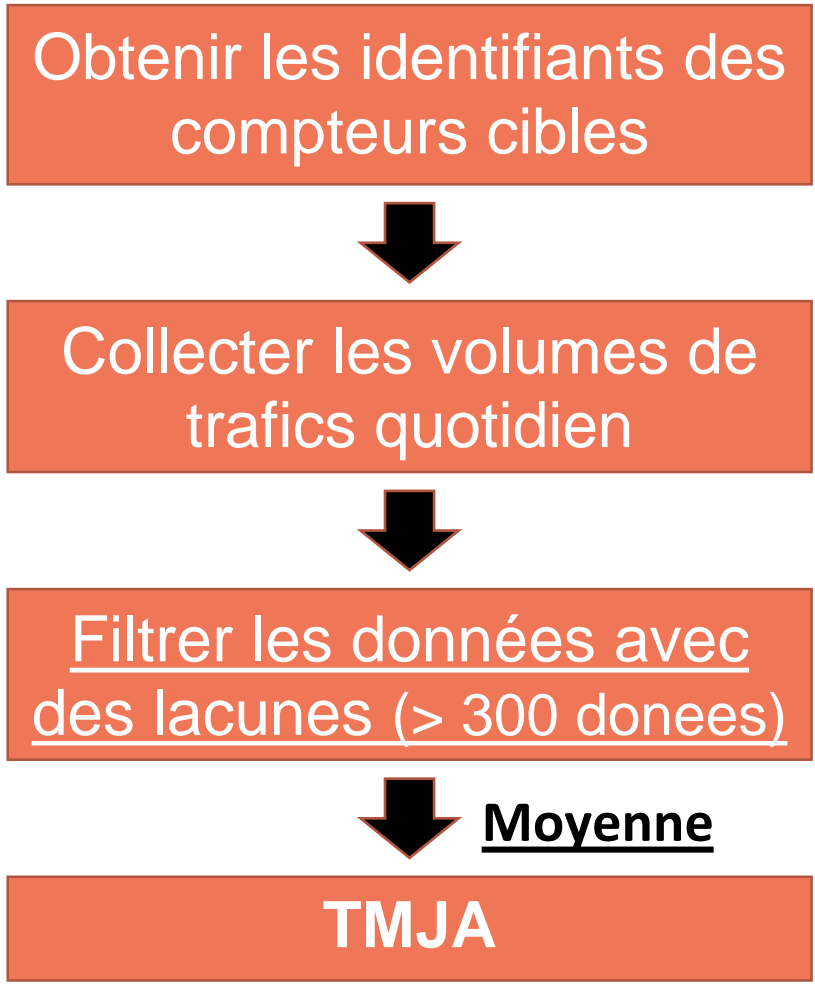 Obtenir les identifiants des
compteurs cibles
Collecter les volumes de
trafics quotidien
Filtrer les données avec
des lacunes (> 300 donees)
Moyenne
TMJA